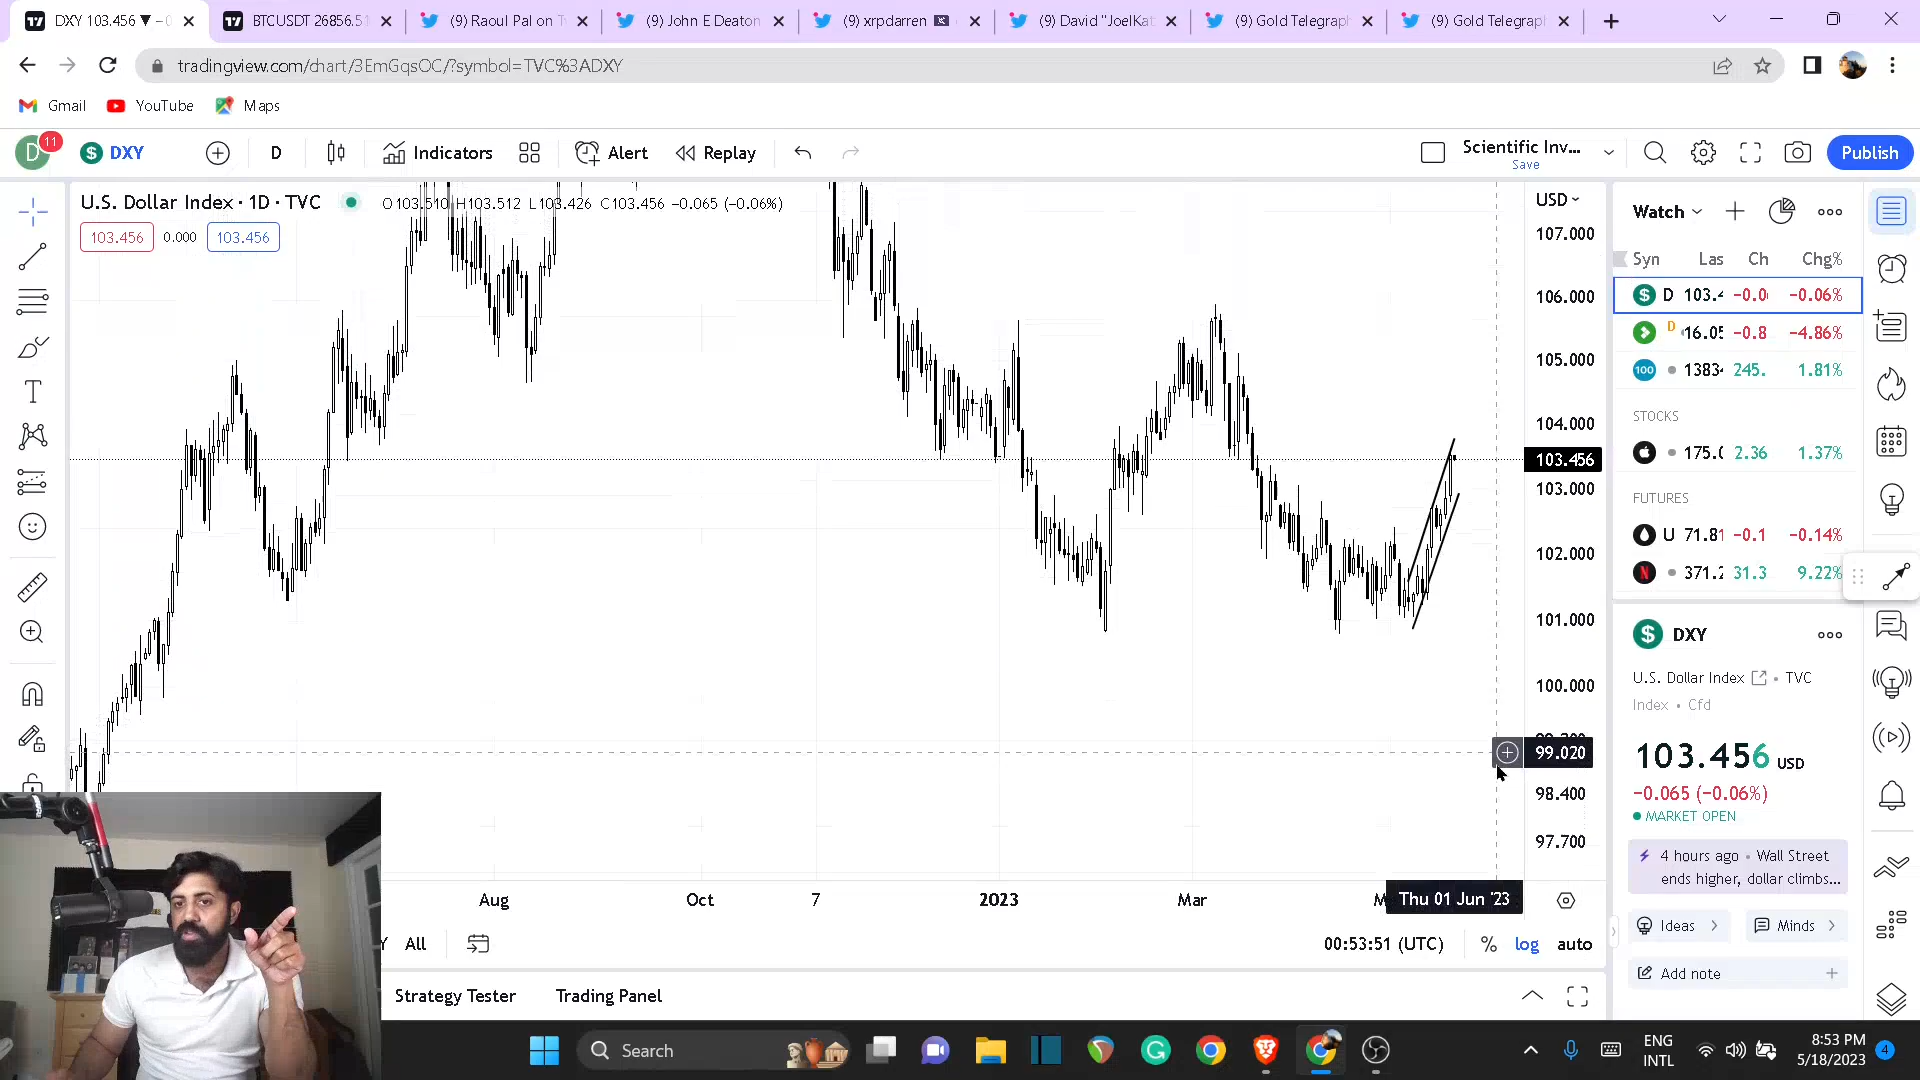 DXY 103.456 ▼ −0
BTCUSDT 26856.51
(9) Raoul Pal on T
(9) John E Deaton
(9) xrpdarren
(9) David "JoelKat
(9) Gold Telegraph
(9) Gold Telegraph
tradingview.com/chart/3EmGqsOC/?symbol=TVC%3ADXY
Gmail YouTube Maps
D 11 DXY D Indicators Alert Replay
Scientific Inv...
Save
Publish
U.S. Dollar Index · 1D · TVC
O103.510 H103.512 L103.426 C103.456 −0.065 (−0.06%)
103.456 0.000 103.456
USD
107.000
106.000
105.000
104.000
103.456
103.000
102.000
101.000
100.000
99.020
98.400
97.700
Aug Oct 7 2023 Mar Thu 01 Jun '23
All
00:53:51 (UTC) % log auto
Strategy Tester Trading Panel
Watch
Syn Las Ch Chg%
D 103.4 −0.0 −0.06%
D 16.05 −0.8 −4.86%
100 1383 245. 1.81%
STOCKS
175.0 2.36 1.37%
FUTURES
U 71.81 −0.1 −0.14%
N 371.2 31.3 9.22%
DXY
U.S. Dollar Index • TVC
Index • Cfd
103.456 USD
−0.065 (−0.06%)
MARKET OPEN
4 hours ago • Wall Street
ends higher, dollar climbs...
Ideas Minds
Add note
Search
ENG
INTL
8:53 PM
5/18/2023
4